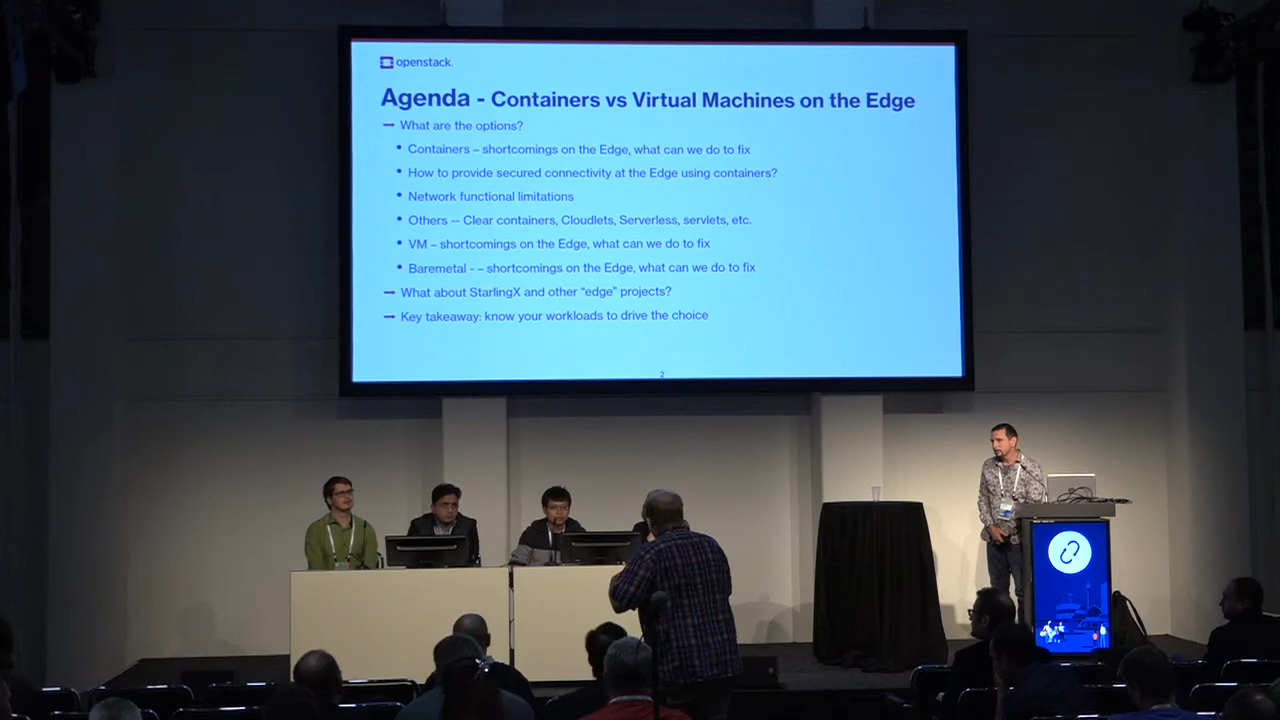 openstack.
Agenda - Containers vs Virtual Machines on the Edge
What are the options?
Containers – shortcomings on the Edge, what can we do to fix
How to provide secured connectivity at the Edge using containers?
Network functional limitations
Others -- Clear containers, Cloudlets, Serverless, servlets, etc.
VM – shortcomings on the Edge, what can we do to fix
Baremetal - – shortcomings on the Edge, what can we do to fix
What about StarlingX and other “edge” projects?
Key takeaway: know your workloads to drive the choice
2